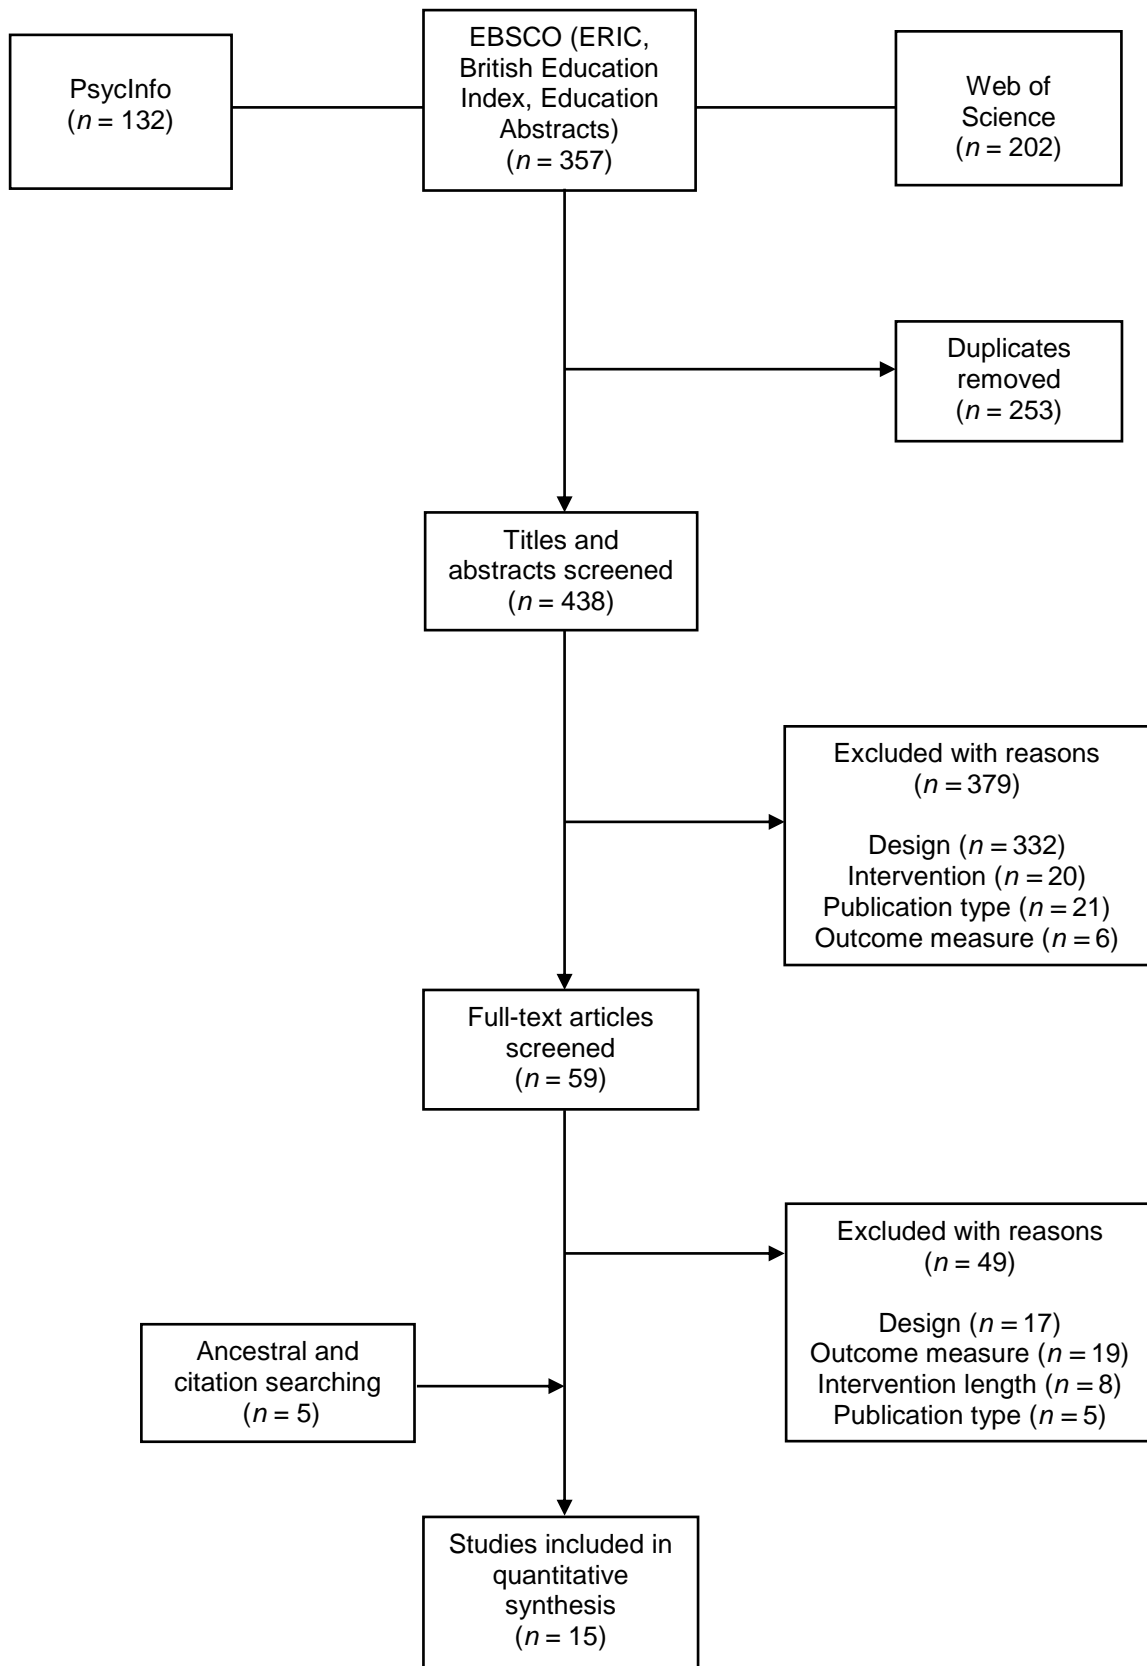 PsycInfo
(n = 132)
EBSCO (ERIC,
British Education
Index, Education
Abstracts)
(n = 357)
Web of
Science
(n = 202)
Duplicates
removed
(n = 253)
Titles and
abstracts screened
(n = 438)
Excluded with reasons
(n = 379)
Design (n = 332)
Intervention (n = 20)
Publication type (n = 21)
Outcome measure (n = 6)
Full-text articles
screened
(n = 59)
Excluded with reasons
(n = 49)
Design (n = 17)
Outcome measure (n = 19)
Intervention length (n = 8)
Publication type (n = 5)
Ancestral and
citation searching
(n = 5)
Studies included in
quantitative
synthesis
(n = 15)